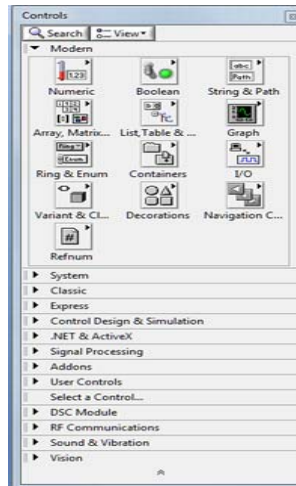 Controls
Search View
Modern
Numeric Boolean String & Path
Array, Matrix... List, Table & ... Graph
Ring & Enum Containers I/O
Variant & Cl... Decorations Navigation C...
Refnum
System
Classic
Express
Control Design & Simulation
.NET & ActiveX
Signal Processing
Addons
User Controls
Select a Control...
DSC Module
RF Communications
Sound & Vibration
Vision